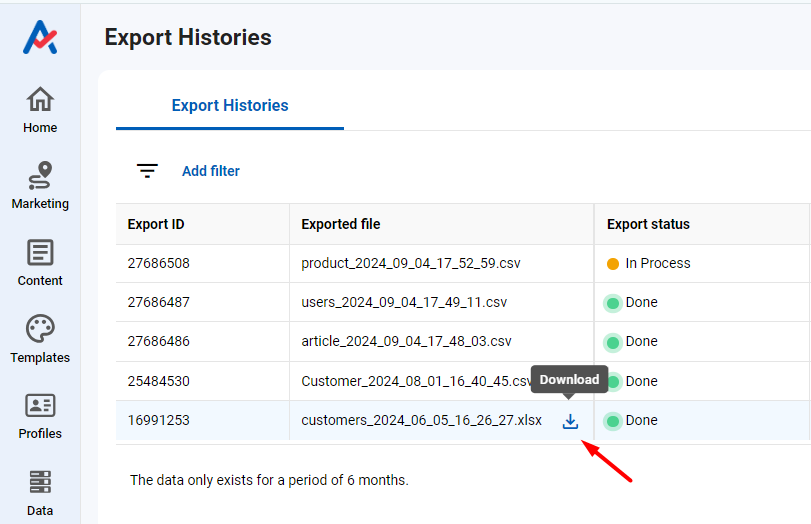 Export Histories
Home
Marketing
Content
Templates
Profiles
Data
Export Histories
Add filter
Export ID Exported file Export status
27686508 product_2024_09_04_17_52_59.csv In Process
27686487 users_2024_09_04_17_49_11.csv Done
27686486 article_2024_09_04_17_48_03.csv Done
25484530 Customer_2024_08_01_16_40_45.csv Done
Download
16991253 customers_2024_06_05_16_26_27.xlsx Done
The data only exists for a period of 6 months.